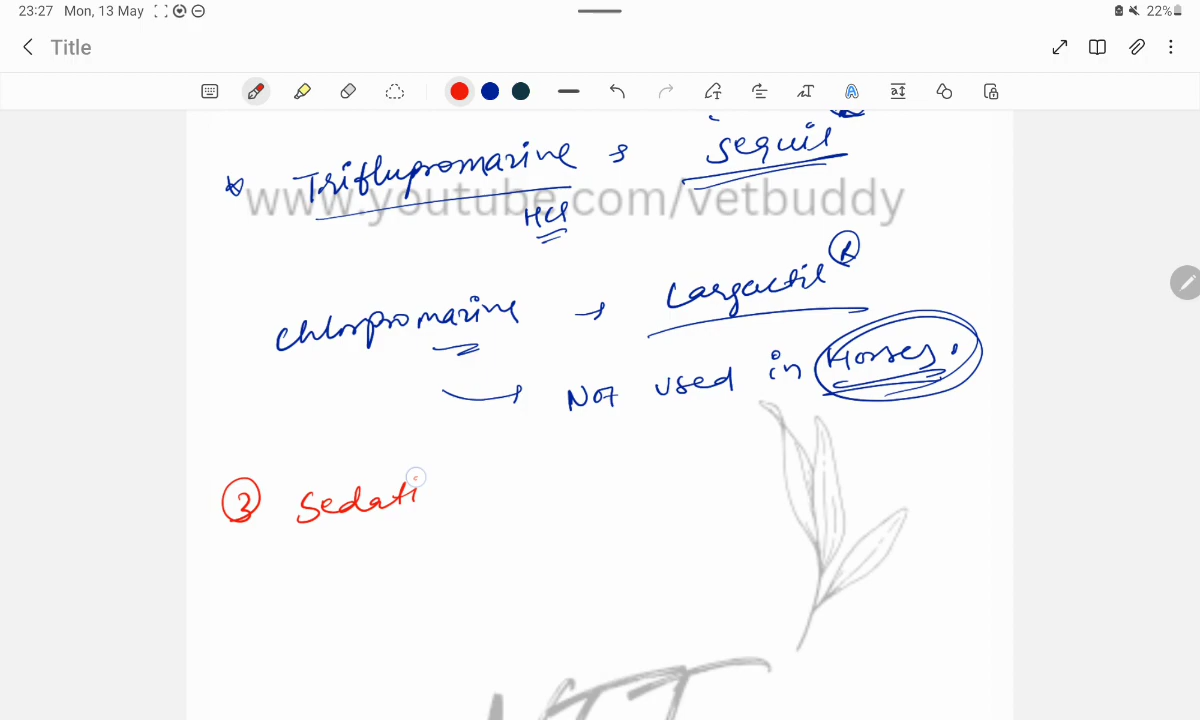 23:27 Mon, 13 May 22%
Title
* Triflupromazine → Sequil
www.youtube.com/vetbuddy
HCl
Chlorpromazine → Largactil ®
→ Not used in Horses.
③ Sedati